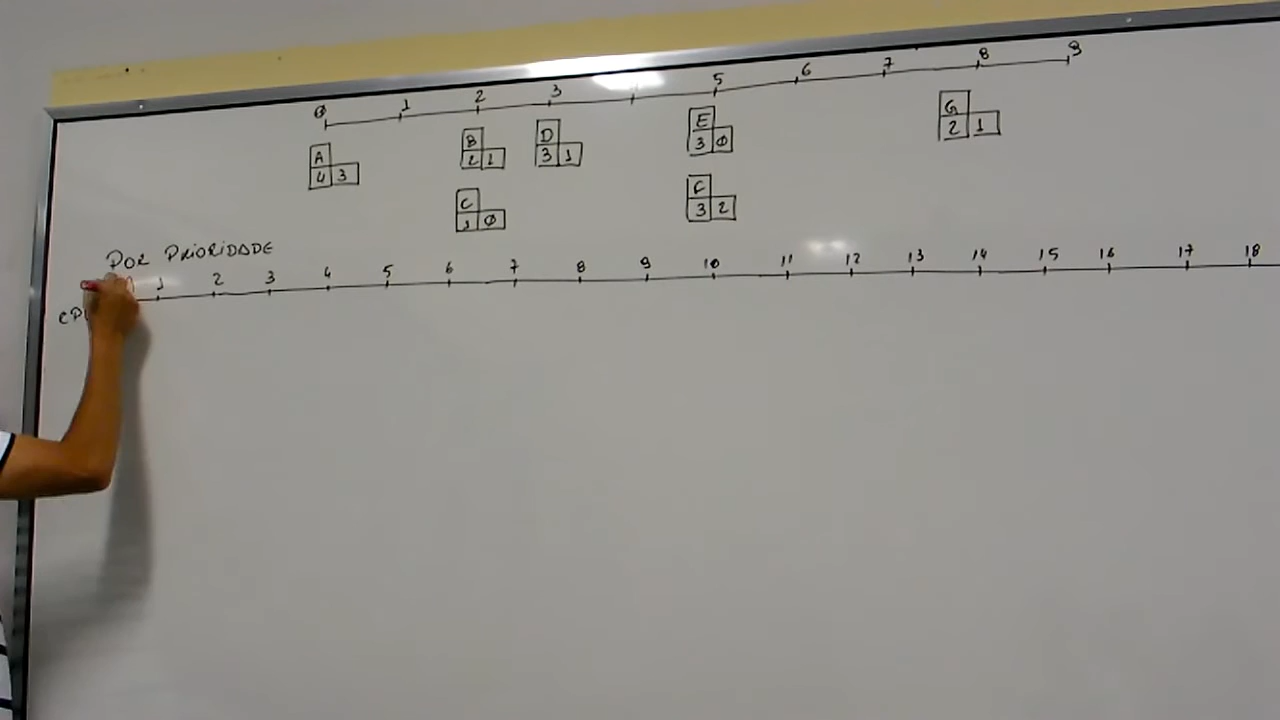 0 1 2 3 5 6 7 8 9
A
4 3
B
2 1
D
3 1
E
3 0
G
2 1
C
1 0
F
3 2
POR PRIORIDADE
1 2 3 4 5 6 7 8 9 10 11 12 13 14 15 16 17 18